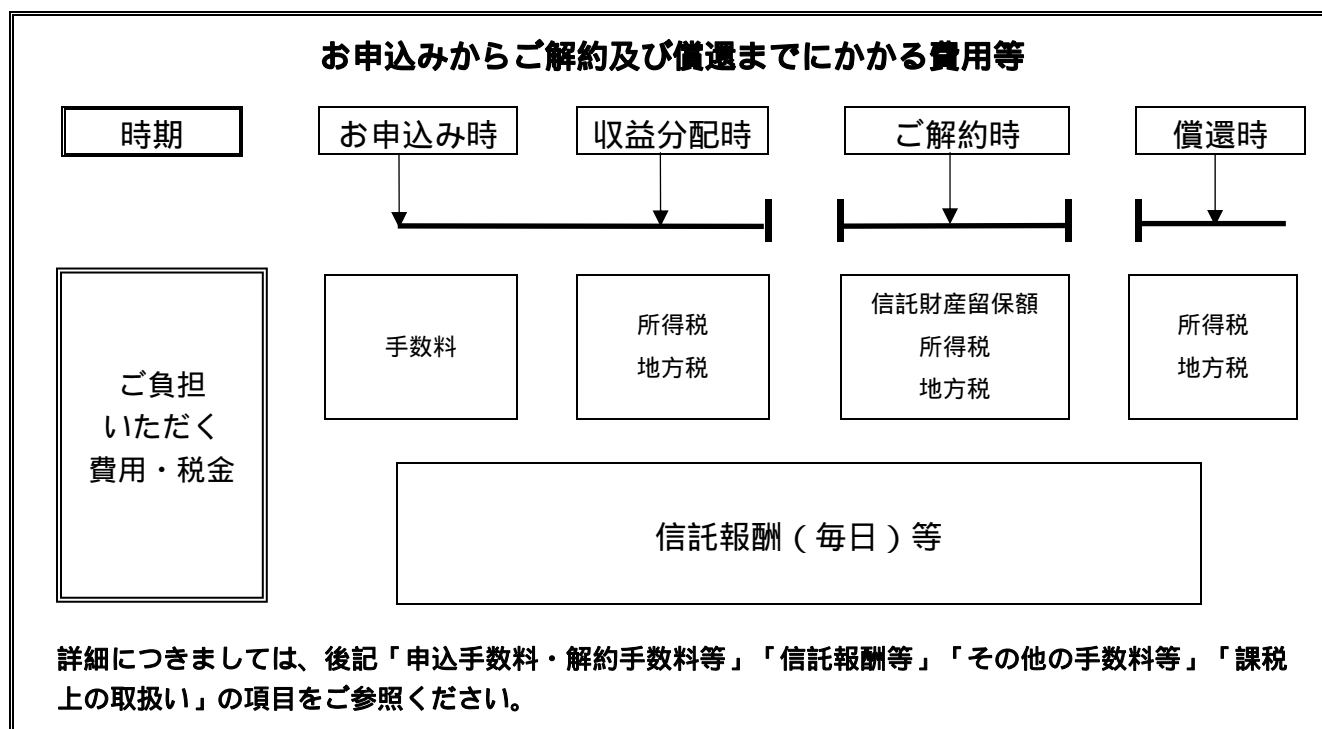 お申込みからご解約及び償還までにかかる費用等
時期
お申込み時
収益分配時
ご解約時
償還時
ご負担
いただく
費用・税金
手数料
所得税
地方税
信託財産留保額
所得税
地方税
所得税
地方税
信託報酬(毎日)等
詳細につきましては、後記「申込手数料・解約手数料等」「信託報酬等」「その他の手数料等」「課税
上の取扱い」の項目をご参照ください。